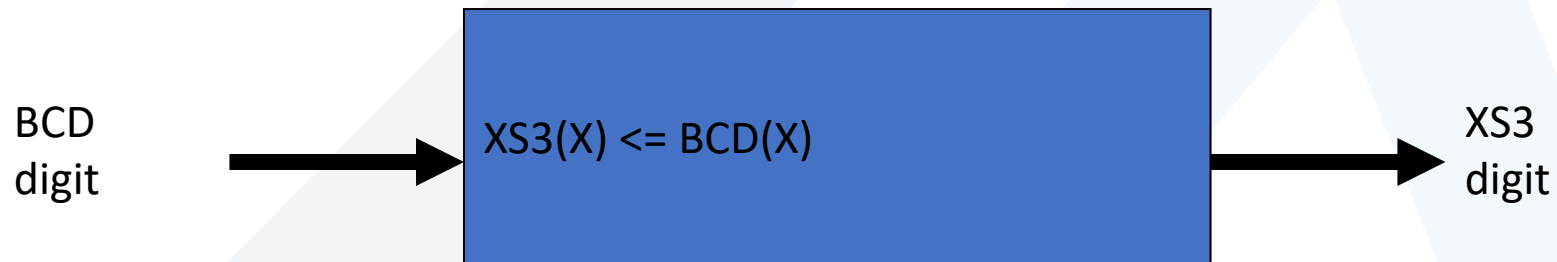 BCD
digit
XS3(X) <= BCD(X)
XS3
digit